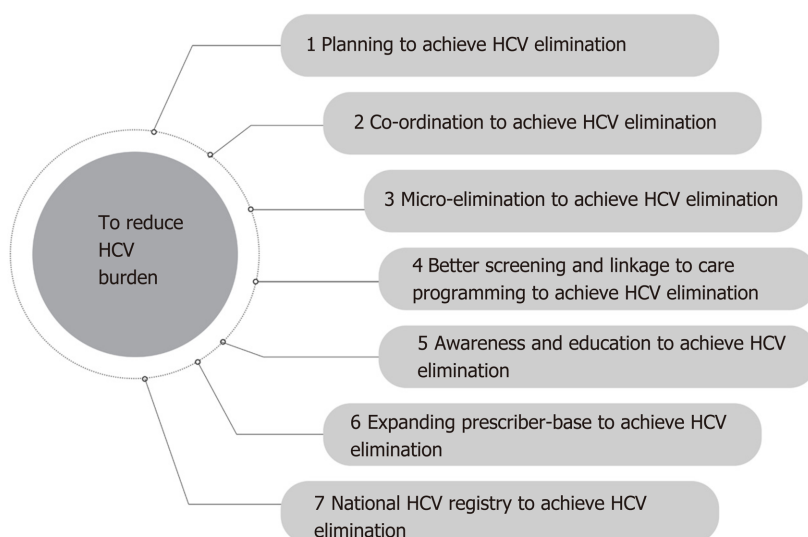 1 Planning to achieve HCV elimination
2 Co-ordination to achieve HCV elimination
3 Micro-elimination to achieve HCV elimination
To reduce
HCV
burden
4 Better screening and linkage to care
programming to achieve HCV elimination
5 Awareness and education to achieve HCV
elimination
6 Expanding prescriber-base to achieve HCV
elimination
7 National HCV registry to achieve HCV
elimination